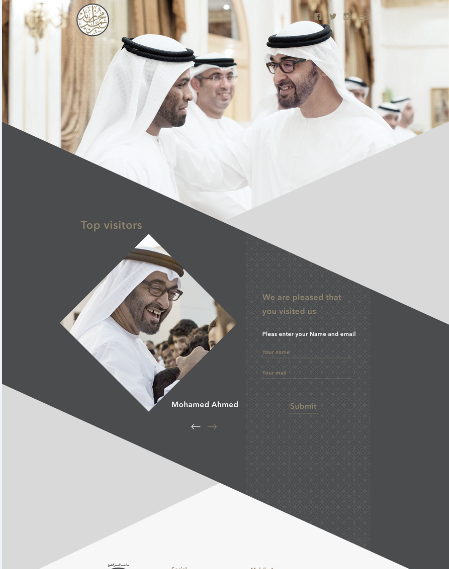 Top visitors
We are pleased that
you visited us
Pleas enter your Name and email
Your name
Your mail
Mohamed Ahmed
Submit